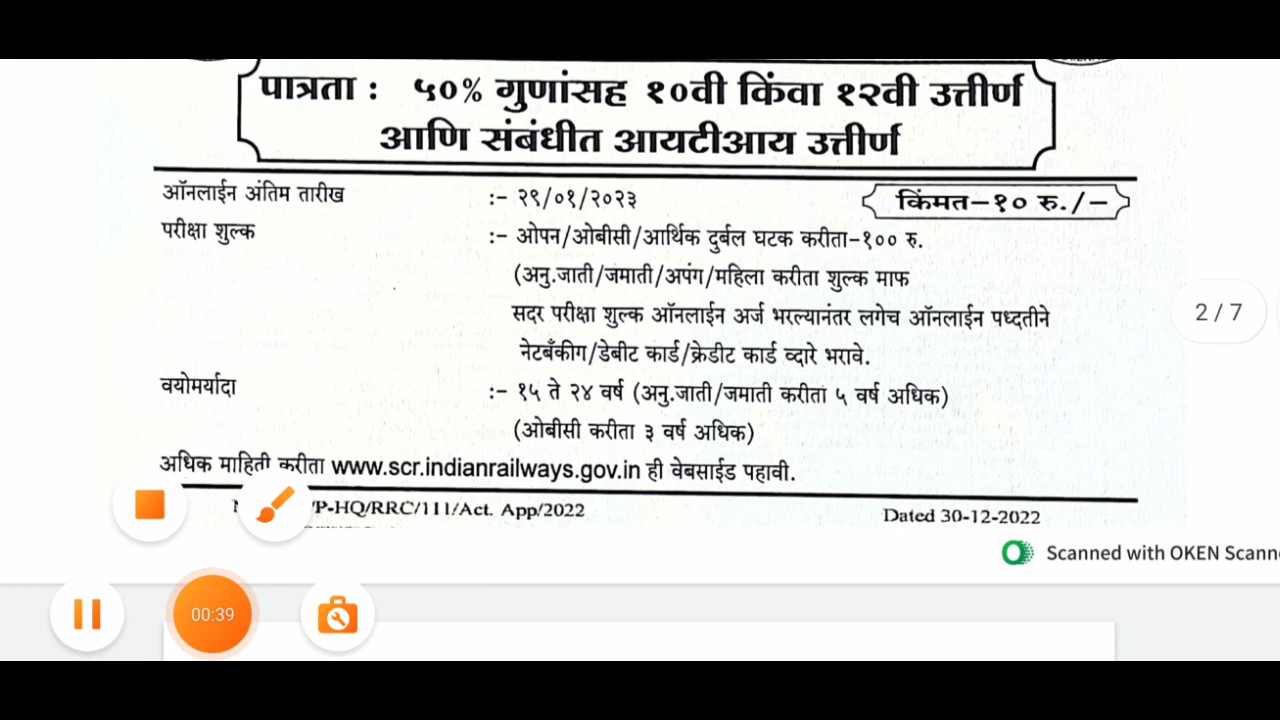 पात्रता : ५०% गुणांसह १०वी किंवा १२वी उत्तीर्ण
आणि संबंधीत आयटीआय उत्तीर्ण
ऑनलाईन अंतिम तारीख :- २९/०१/२०२३ किंमत-१० रु./-
परीक्षा शुल्क :- ओपन/ओबीसी/आर्थिक दुर्बल घटक करीता-१०० रु.
(अनु.जाती/जमाती/अपंग/महिला करीता शुल्क माफ
सदर परीक्षा शुल्क ऑनलाईन अर्ज भरल्यानंतर लगेच ऑनलाईन पध्दतीने
नेटबँकीग/डेबीट कार्ड/क्रेडीट कार्ड व्दारे भरावे.
वयोमर्यादा :- १५ ते २४ वर्ष (अनु.जाती/जमाती करीता ५ वर्ष अधिक)
(ओबीसी करीता ३ वर्ष अधिक)
अधिक माहिती करीता www.scr.indianrailways.gov.in ही वेबसाईड पहावी.
/P-HQ/RRC/111/Act. App/2022 Dated 30-12-2022
Scanned with OKEN Scann
2 / 7
00:39